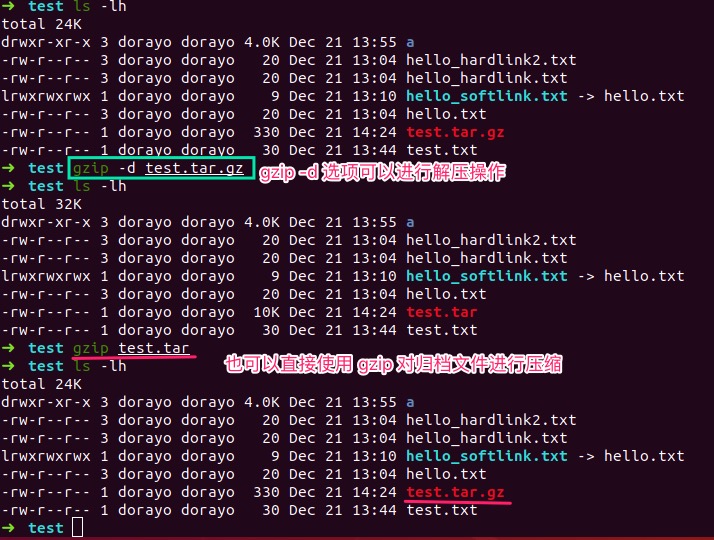 ➜ test ls -lh
total 24K
drwxr-xr-x 3 dorayo dorayo 4.0K Dec 21 13:55 a
-rw-r--r-- 3 dorayo dorayo   20 Dec 21 13:04 hello_hardlink2.txt
-rw-r--r-- 3 dorayo dorayo   20 Dec 21 13:04 hello_hardlink.txt
lrwxrwxrwx 1 dorayo dorayo    9 Dec 21 13:10 hello_softlink.txt -> hello.txt
-rw-r--r-- 3 dorayo dorayo   20 Dec 21 13:04 hello.txt
-rw-r--r-- 1 dorayo dorayo  330 Dec 21 14:24 test.tar.gz
-rw-r--r-- 1 dorayo dorayo   30 Dec 21 13:44 test.txt
➜ test gzip -d test.tar.gz gzip -d 选项可以进行解压操作
➜ test ls -lh
total 32K
drwxr-xr-x 3 dorayo dorayo 4.0K Dec 21 13:55 a
-rw-r--r-- 3 dorayo dorayo   20 Dec 21 13:04 hello_hardlink2.txt
-rw-r--r-- 3 dorayo dorayo   20 Dec 21 13:04 hello_hardlink.txt
lrwxrwxrwx 1 dorayo dorayo    9 Dec 21 13:10 hello_softlink.txt -> hello.txt
-rw-r--r-- 3 dorayo dorayo   20 Dec 21 13:04 hello.txt
-rw-r--r-- 1 dorayo dorayo  10K Dec 21 14:24 test.tar
-rw-r--r-- 1 dorayo dorayo   30 Dec 21 13:44 test.txt
➜ test gzip test.tar
➜ test ls -lh 也可以直接使用 gzip 对归档文件进行压缩
total 24K
drwxr-xr-x 3 dorayo dorayo 4.0K Dec 21 13:55 a
-rw-r--r-- 3 dorayo dorayo   20 Dec 21 13:04 hello_hardlink2.txt
-rw-r--r-- 3 dorayo dorayo   20 Dec 21 13:04 hello_hardlink.txt
lrwxrwxrwx 1 dorayo dorayo    9 Dec 21 13:10 hello_softlink.txt -> hello.txt
-rw-r--r-- 3 dorayo dorayo   20 Dec 21 13:04 hello.txt
-rw-r--r-- 1 dorayo dorayo  330 Dec 21 14:24 test.tar.gz
-rw-r--r-- 1 dorayo dorayo   30 Dec 21 13:44 test.txt
➜ test